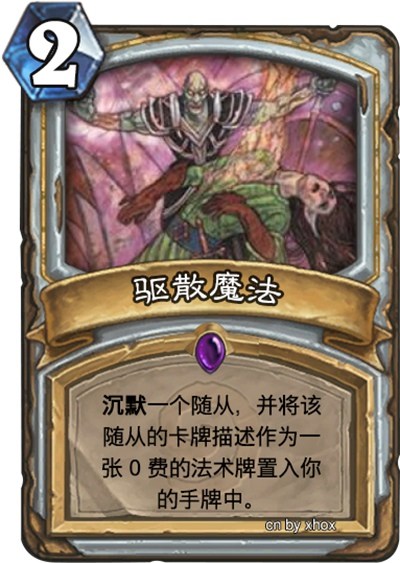 2
驱散魔法
沉默一个随从，并将该
随从的卡牌描述作为一
张 0 费的法术牌置入你
的手牌中。
cn by xhox